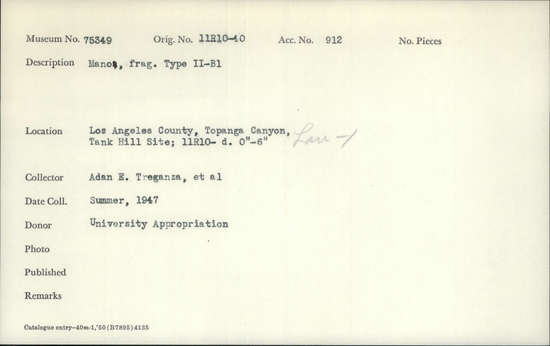 Museum No. 75349 Orig. No. 11R10-40 Acc. No. 912 No. Pieces
Description Mano, frag. Type II-B1
Location Los Angeles County, Topanga Canyon,
Tank Hill Site; 11R10- d. 0"-6"
Collector Adan E. Treganza, et al
Date Coll. Summer, 1947
Donor University Appropriation
Photo
Published
Remarks
Catalogue entry—40m-1,'50 (B7895) 4135